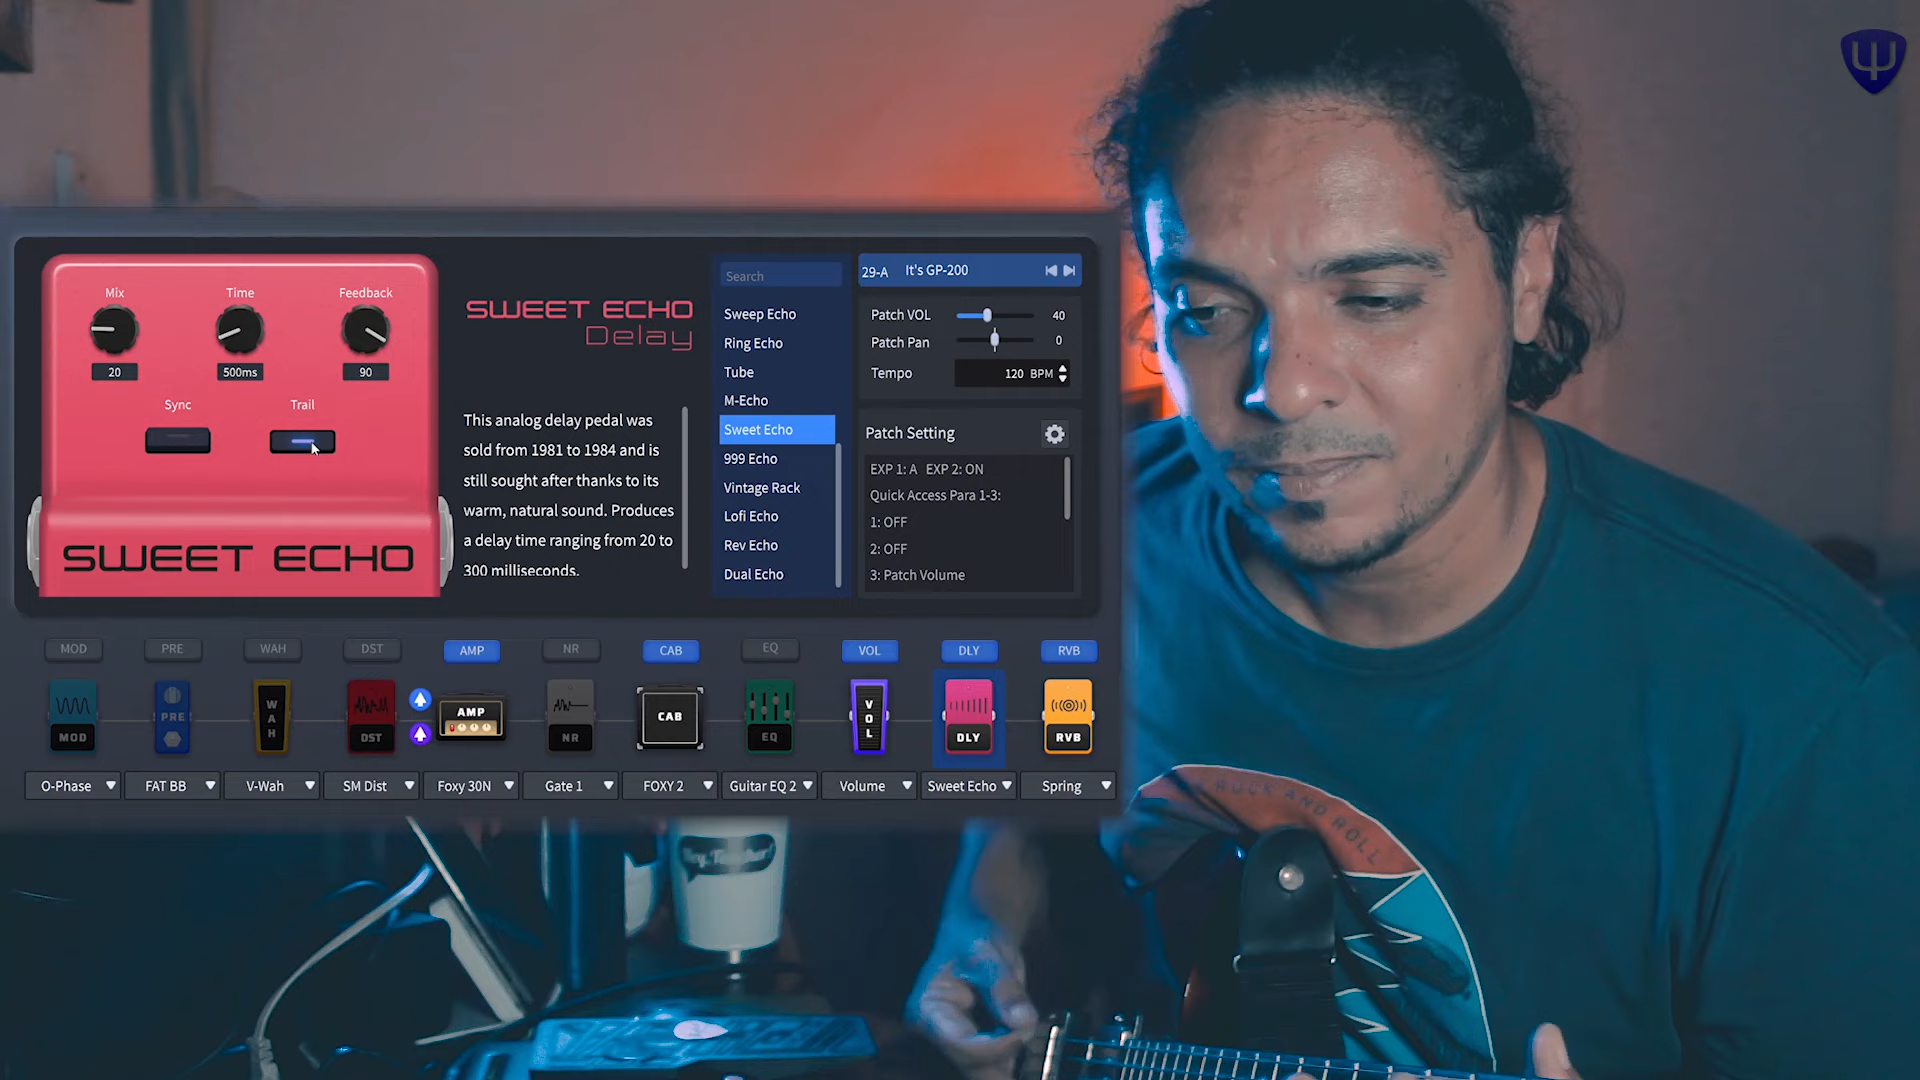 Mix
Time
Feedback
20
500ms
90
Sync
Trail
SWEET ECHO
SWEET ECHO
Delay
This analog delay pedal was
sold from 1981 to 1984 and is
still sought after thanks to its
warm, natural sound. Produces
a delay time ranging from 20 to
300 milliseconds.
Search
Sweep Echo
Ring Echo
Tube
M-Echo
Sweet Echo
999 Echo
Vintage Rack
Lofi Echo
Rev Echo
Dual Echo
29-A It's GP-200
Patch VOL 40
Patch Pan 0
Tempo 120 BPM
Patch Setting
EXP 1: A EXP 2: ON
Quick Access Para 1-3:
1: OFF
2: OFF
3: Patch Volume
MOD PRE WAH DST AMP NR CAB EQ VOL DLY RVB
MOD PRE WAH DST AMP NR CAB EQ VOL DLY RVB
O-Phase FAT BB V-Wah SM Dist Foxy 30N Gate 1 FOXY 2 Guitar EQ 2 Volume Sweet Echo Spring
ROCK AND ROLL